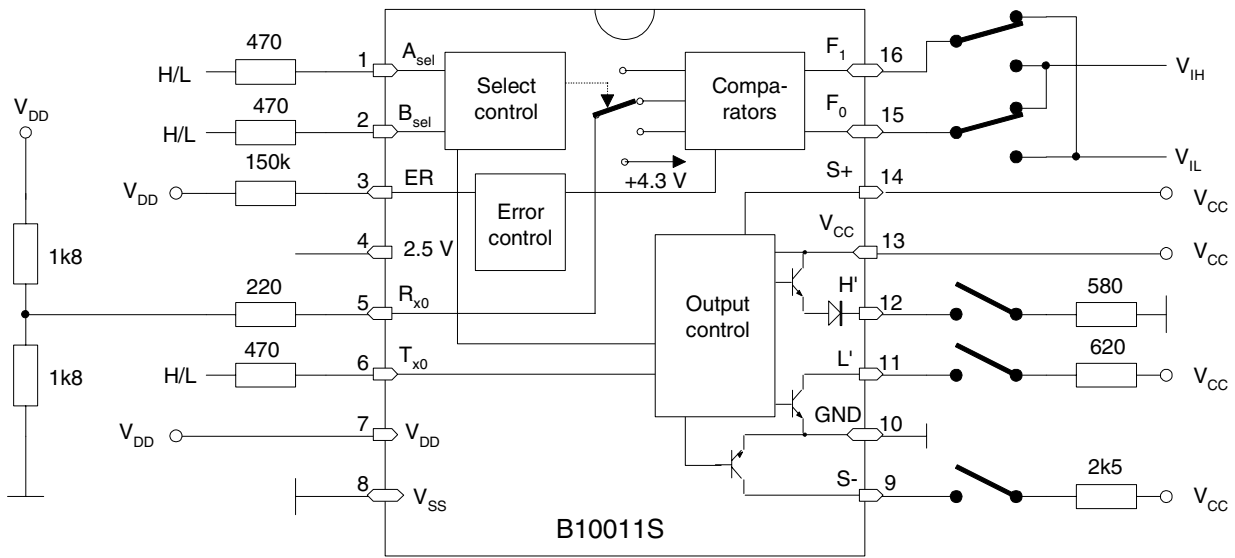 470
1
A_sel
H/L
Select
control
Compa-
rators
F_1
16
V_IH
V_DD
470
2
B_sel
H/L
F_0
15
150k
V_DD
3
ER
+4.3 V
V_IL
S+
14
V_CC
Error
control
1k8
4
2.5 V
V_CC
13
V_CC
220
5
R_x0
Output
control
H'
12
580
1k8
470
H/L
6
T_x0
L'
11
620
V_CC
V_DD
7
V_DD
GND
10
8
V_SS
S-
9
2k5
V_CC
B10011S